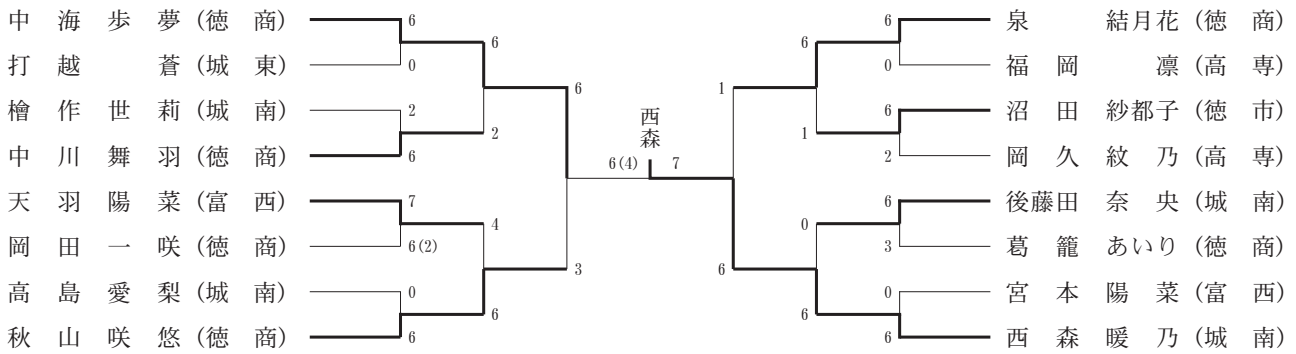 中海歩夢(徳商) 6
打越蒼(城東) 0
檜作世莉(城南) 2
中川舞羽(徳商) 6
天羽陽菜(富西) 7
岡田一咲(徳商) 6(2)
高島愛梨(城南) 0
秋山咲悠(徳商) 6
6
2
4
6
6
3
西森
6(4) 7
1
6
6
1
0
6
6 泉結月花(徳商)
0 福岡凛(高専)
6 沼田紗都子(徳市)
2 岡久紋乃(高専)
6 後藤田奈央(城南)
3 葛籠あいり(徳商)
0 宮本陽菜(富西)
6 西森暖乃(城南)